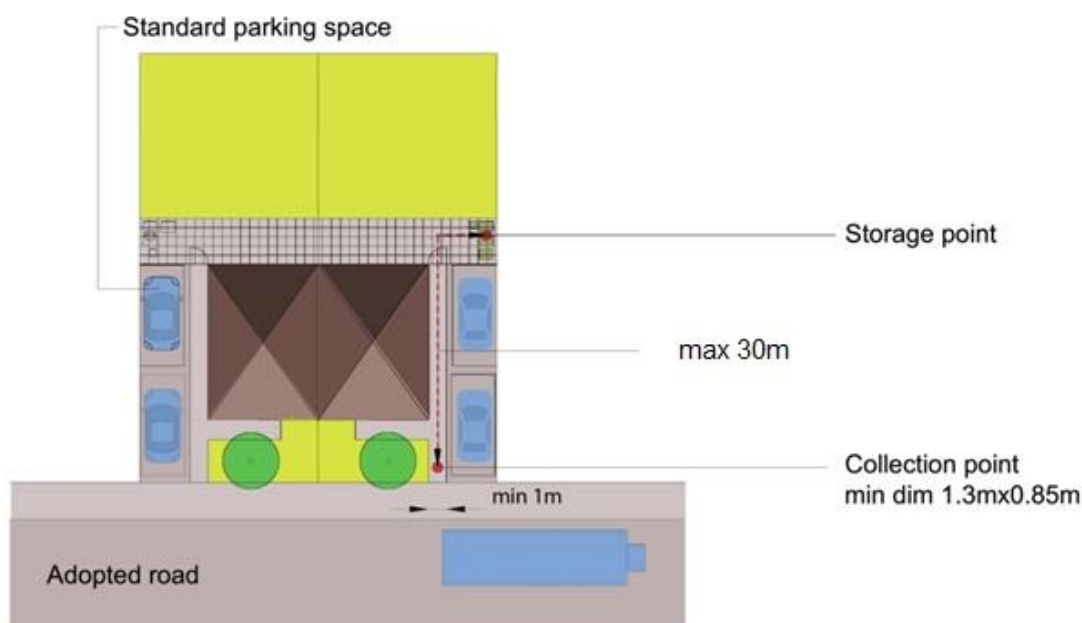 Standard parking space
Storage point
max 30m
Collection point
min dim 1.3mx0.85m
min 1m
Adopted road